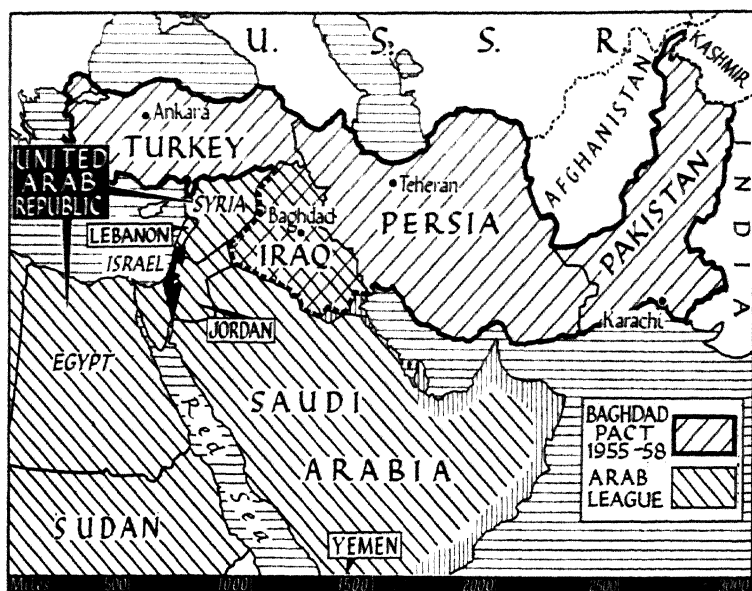 U. S. S. R.
KASHMIR
AFGHANISTAN
INDIA
Ankara
TURKEY
UNITED
ARAB
REPUBLIC
SYRIA
Teheran
PERSIA
PAKISTAN
Baghdad
LEBANON
IRAQ
ISRAEL
JORDAN
Karachi
EGYPT
Red Sea
SAUDI
ARABIA
BAGHDAD
PACT
1955-58
ARAB
LEAGUE
SUDAN
YEMEN
Miles 500 1000 1500 2000 2500 3000